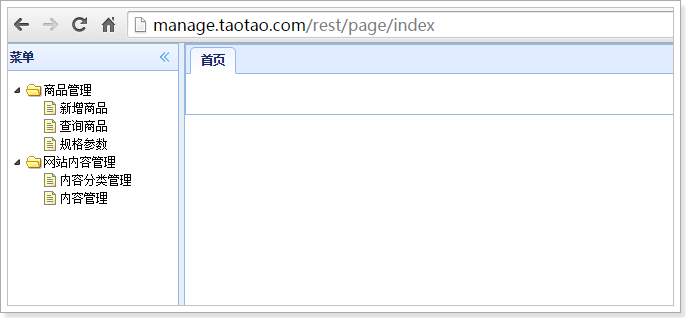 manage.taotao.com/rest/page/index
菜单
首页
商品管理
新增商品
查询商品
规格参数
网站内容管理
内容分类管理
内容管理